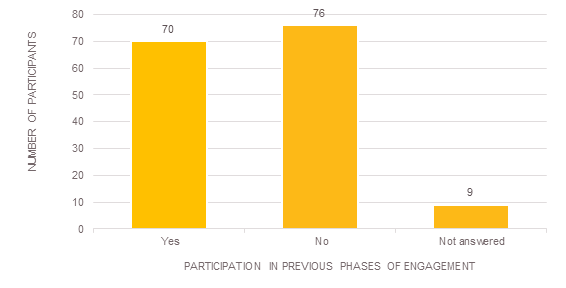 NUMBER OF PARTICIPANTS
80
70
60
50
40
30
20
10
0
70
76
9
Yes
No
Not answered
PARTICIPATION IN PREVIOUS PHASES OF ENGAGEMENT